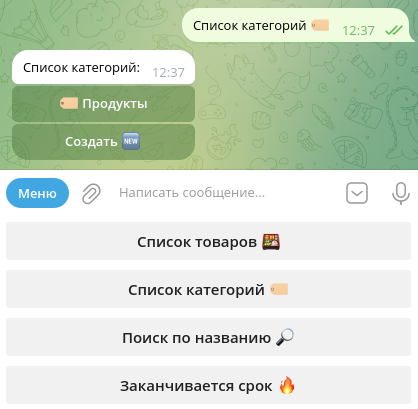 Список категорий 🏷️ 12:37
Список категорий: 12:37
🏷️ Продукты
Создать 🆕
Меню Написать сообщение...
Список товаров 🍱
Список категорий 🏷️
Поиск по названию 🔎
Заканчивается срок 🔥